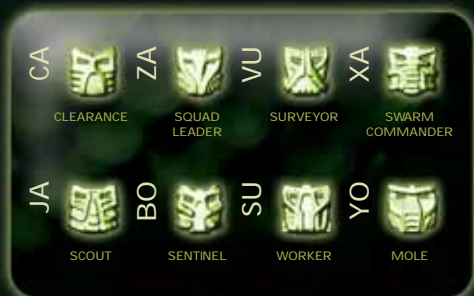 CA ZA VU XA
CLEARANCE SQUAD SURVEYOR SWARM
LEADER COMMANDER
JA BO SU YO
SCOUT SENTINEL WORKER MOLE